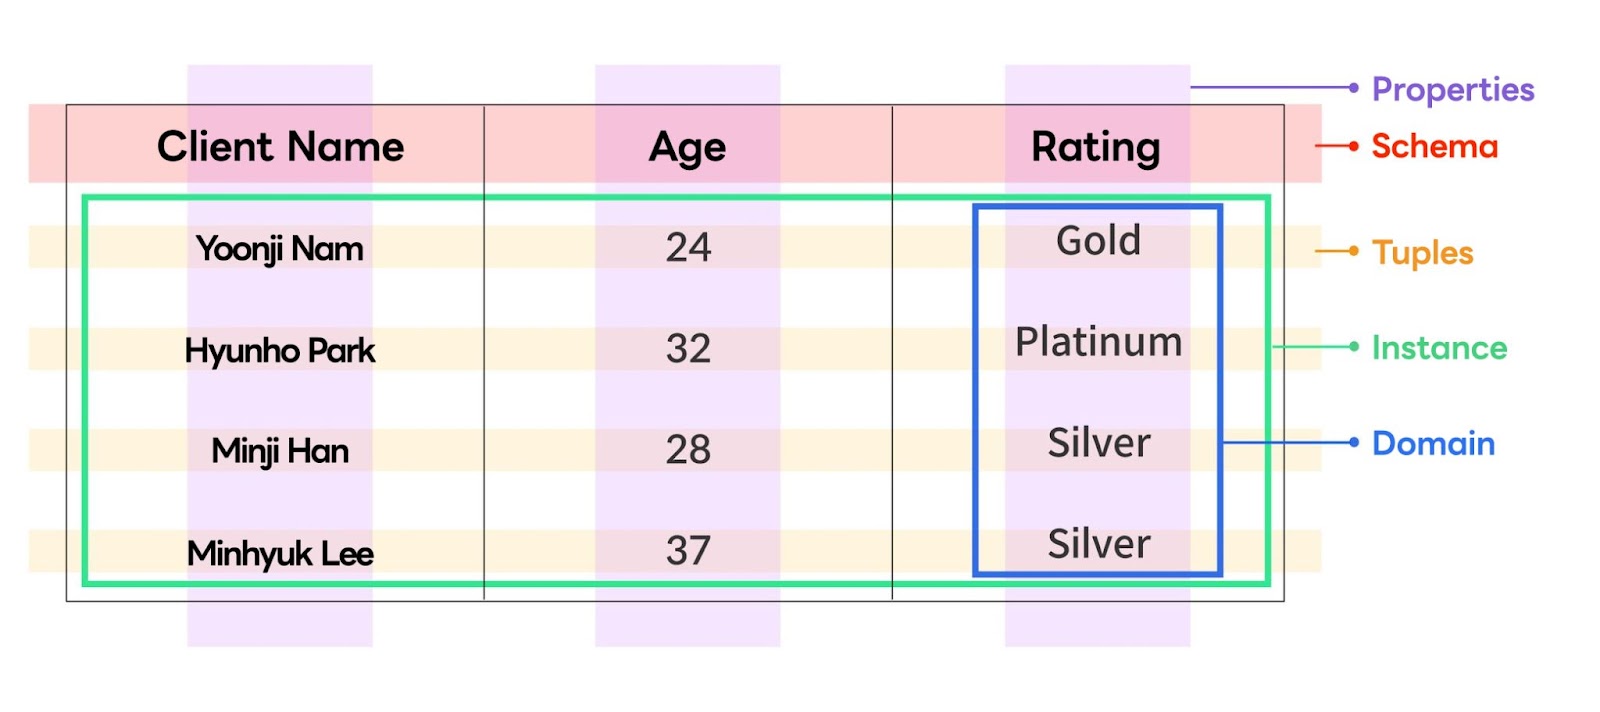 Properties
Client Name Age Rating Schema
Yoonji Nam 24 Gold Tuples
Hyunho Park 32 Platinum Instance
Minji Han 28 Silver Domain
Minhyuk Lee 37 Silver